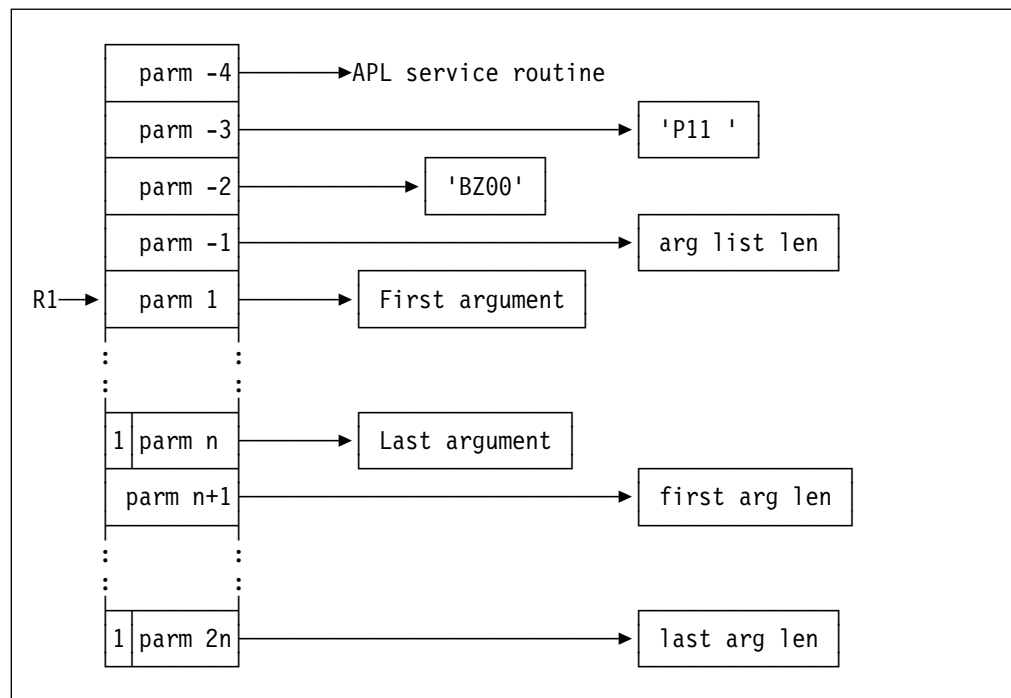 parm -4 APL service routine
parm -3 'P11 '
parm -2 'BZ00'
parm -1 arg list len
R1 parm 1 First argument
: :
: :
1 parm n Last argument
parm n+1 first arg len
: :
: :
1 parm 2n last arg len